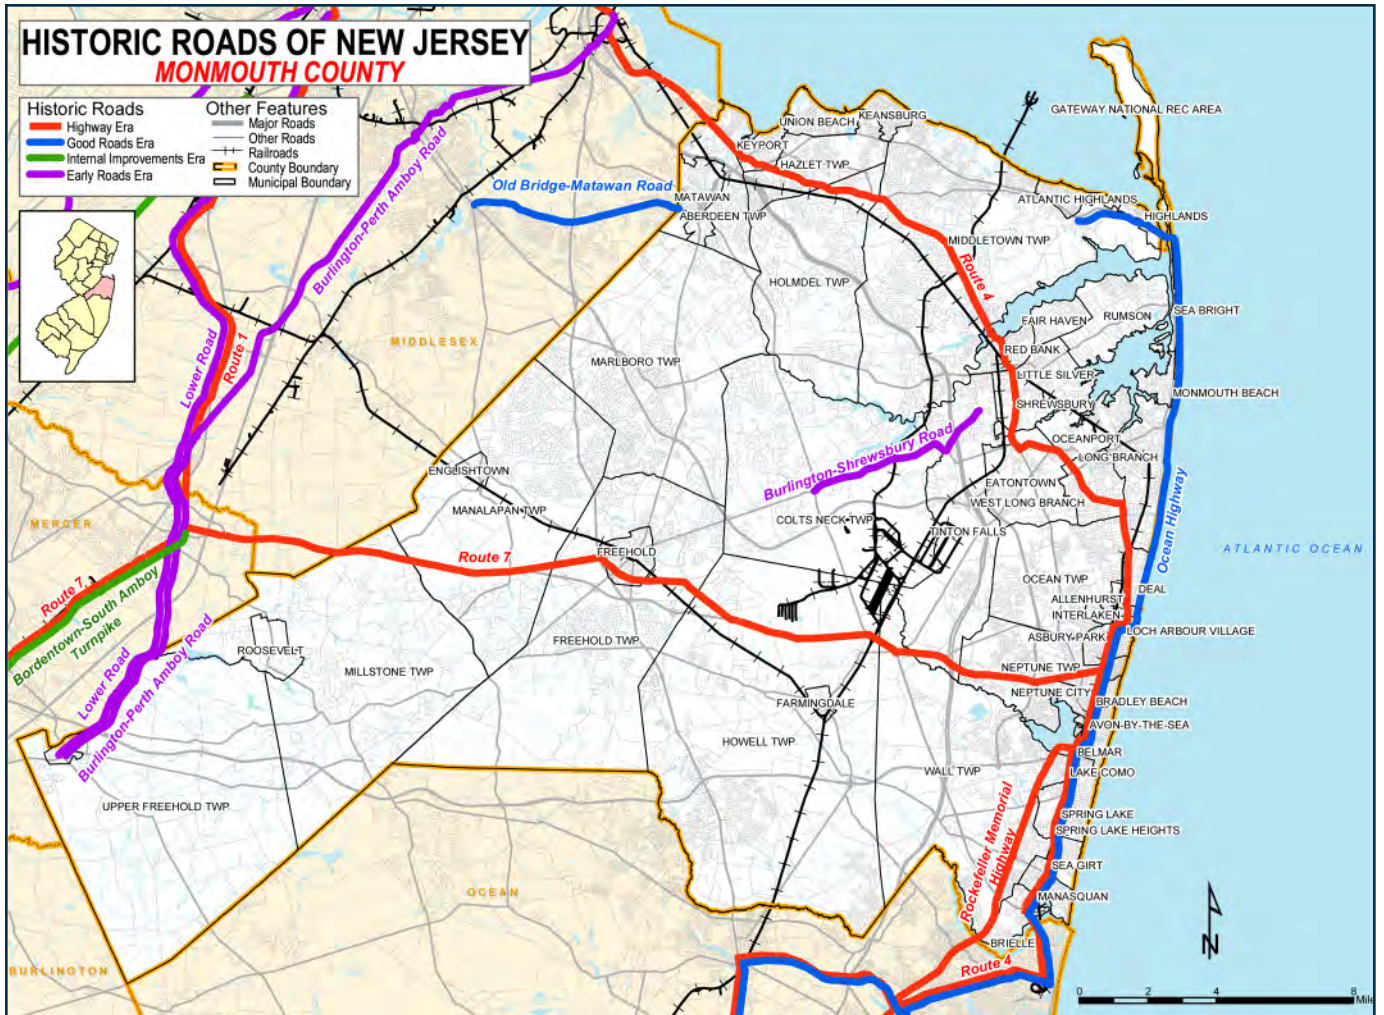 HISTORIC ROADS OF NEW JERSEY
MONMOUTH COUNTY
Historic Roads
Highway Era
Good Roads Era
Internal Improvements Era
Early Roads Era
Other Features
Major Roads
Other Roads
Railroads
County Boundary
Municipal Boundary
GATEWAY NATIONAL REC AREA
UNION BEACH
KEANSBURG
KEYPORT
HAZLET TWP
Old Bridge-Matawan Road
MATAWAN
ABERDEEN TWP
ATLANTIC HIGHLANDS
HIGHLANDS
MIDDLETOWN TWP
Route 4
Burlington-Perth Amboy Road
HOLMDEL TWP
SEA BRIGHT
RUMSON
FAIR HAVEN
MIDDLESEX
Lower Road
Route 1
RED BANK
MARLBORO TWP
LITTLE SILVER
MONMOUTH BEACH
SHREWSBURY
OCEANPORT
LONG BRANCH
Burlington-Shrewsbury Road
ENGLISHTOWN
EATONTOWN
WEST LONG BRANCH
MANALAPAN TWP
COLTS NECK TWP
TINTON FALLS
Ocean Highway
MERCER
ATLANTIC OCEAN
FREEHOLD
Route 7
Route 7
Bordentown-South Amboy
Turnpike
OCEAN TWP
DEAL
ALLENHURST
INTERLAKEN
LOCH ARBOUR VILLAGE
ASBURY PARK
FREEHOLD TWP
ROOSEVELT
MILLSTONE TWP
NEPTUNE TWP
NEPTUNE CITY
BRADLEY BEACH
Lower Road
Burlington-Perth Amboy Road
FARMINGDALE
AVON-BY-THE-SEA
HOWELL TWP
BELMAR
WALL TWP
LAKE COMO
UPPER FREEHOLD TWP
Rockefeller Memorial
Highway
SPRING LAKE
SPRING LAKE HEIGHTS
SEA GIRT
OCEAN
MANASQUAN
BRIELLE
Route 4
BURLINGTON
N
0 2 4 8
Mile